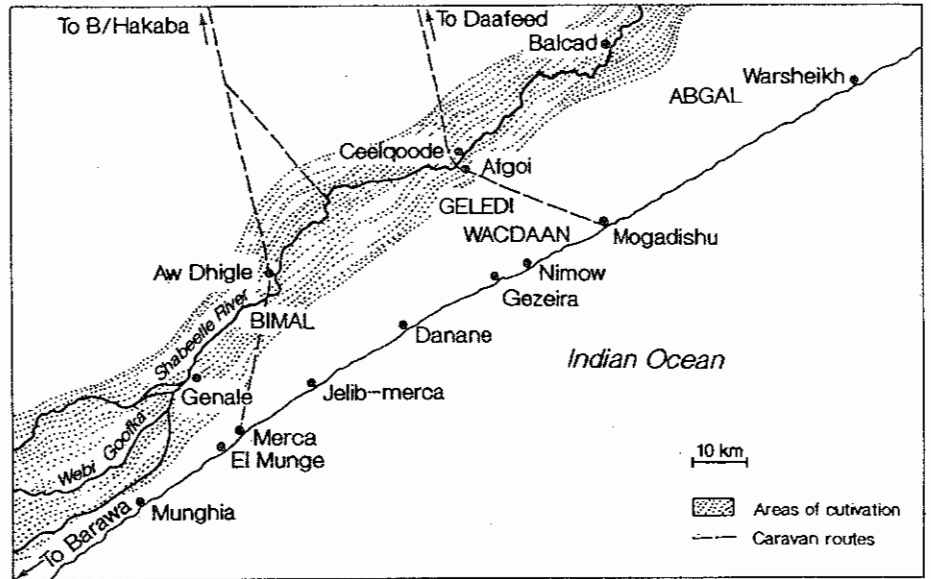 To B/Hakaba
To Daafeed
Balcad
Warsheikh
ABGAL
Ceelqoode
Afgoi
GELEDI
WACDAAN
Mogadishu
Aw Dhigle
Nimow
Gezeira
BIMAL
Danane
Shabeelle River
Indian Ocean
Genale
Jelib-merca
Merca
Webi Goofka
El Munge
10 km
Munghia
To Barawa
Areas of cutivation
Caravan routes